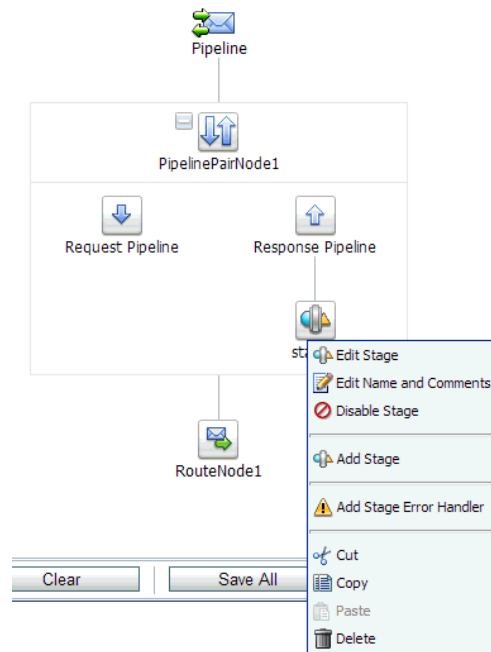 Pipeline
PipelinePairNode1
Request Pipeline
Response Pipeline
Edit Stage
Edit Name and Comments
Disable Stage
Add Stage
RouteNode1
Add Stage Error Handler
Cut
Clear
Save All
Copy
Paste
Delete